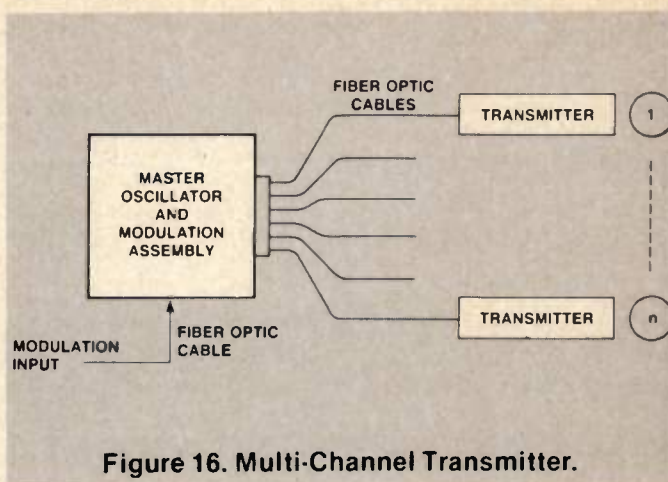 FIBER OPTIC
CABLES
TRANSMITTER
1
MASTER
OSCILLATOR
AND
MODULATION
ASSEMBLY
TRANSMITTER
n
MODULATION
INPUT
FIBER OPTIC
CABLE
Figure 16. Multi-Channel Transmitter.